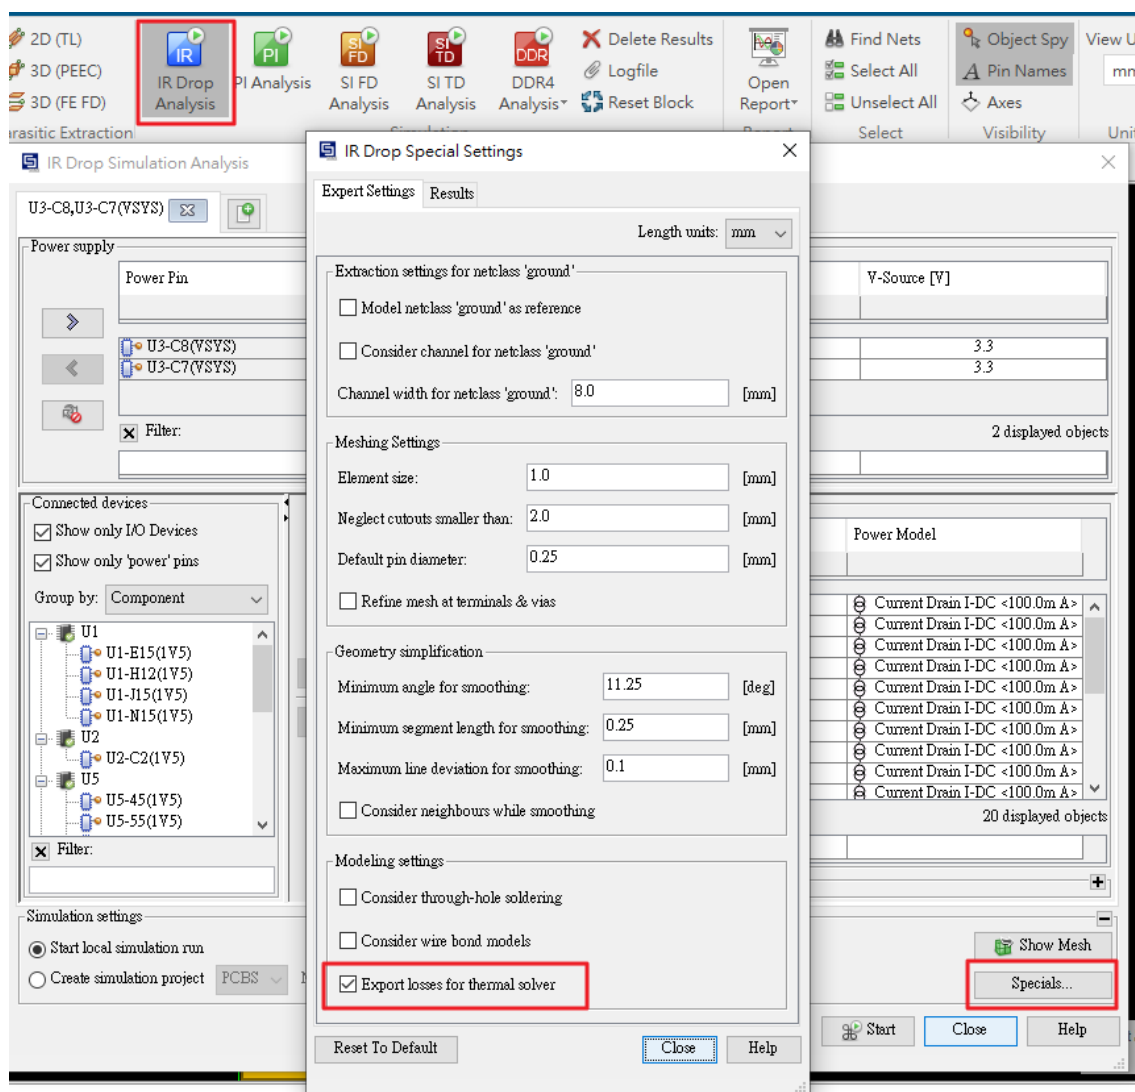 2D (TL)
3D (PEEC)
3D (FE FD)
IR
IR Drop
Analysis
PI
PI Analysis
SI
FD
SI FD
Analysis
SI
TD
SI TD
Analysis
DDR
DDR4
Analysis
Delete Results
Logfile
Reset Block
Open
Report
Find Nets
Select All
Unselect All
Select
Object Spy
Pin Names
Axes
Visibility
View U
mm
Uni
arasitic Extraction
IR Drop Simulation Analysis
U3-C8,U3-C7(VSYS)
Power supply
Power Pin
V-Source [V]
U3-C8(VSYS)
3.3
U3-C7(VSYS)
3.3
Filter:
2 displayed objects
Connected devices
Show only I/O Devices
Show only 'power' pins
Group by: Component
U1
U1-E15(1V5)
U1-H12(1V5)
U1-J15(1V5)
U1-N15(1V5)
U2
U2-C2(1V5)
U5
U5-45(1V5)
U5-55(1V5)
Filter:
Power Model
Current Drain I-DC <100.0m A>
Current Drain I-DC <100.0m A>
Current Drain I-DC <100.0m A>
Current Drain I-DC <100.0m A>
Current Drain I-DC <100.0m A>
Current Drain I-DC <100.0m A>
Current Drain I-DC <100.0m A>
Current Drain I-DC <100.0m A>
Current Drain I-DC <100.0m A>
Current Drain I-DC <100.0m A>
20 displayed objects
Simulation settings
Start local simulation run
Create simulation project PCBS
Show Mesh
Specials...
Start
Close
Help
IR Drop Special Settings
Expert Settings
Results
Length units: mm
Extraction settings for netclass 'ground'
Model netclass 'ground' as reference
Consider channel for netclass 'ground'
Channel width for netclass 'ground': 8.0 [mm]
Meshing Settings
Element size: 1.0 [mm]
Neglect cutouts smaller than: 2.0 [mm]
Default pin diameter: 0.25 [mm]
Refine mesh at terminals & vias
Geometry simplification
Minimum angle for smoothing: 11.25 [deg]
Minimum segment length for smoothing: 0.25 [mm]
Maximum line deviation for smoothing: 0.1 [mm]
Consider neighbours while smoothing
Modeling settings
Consider through-hole soldering
Consider wire bond models
Export losses for thermal solver
Reset To Default
Close
Help